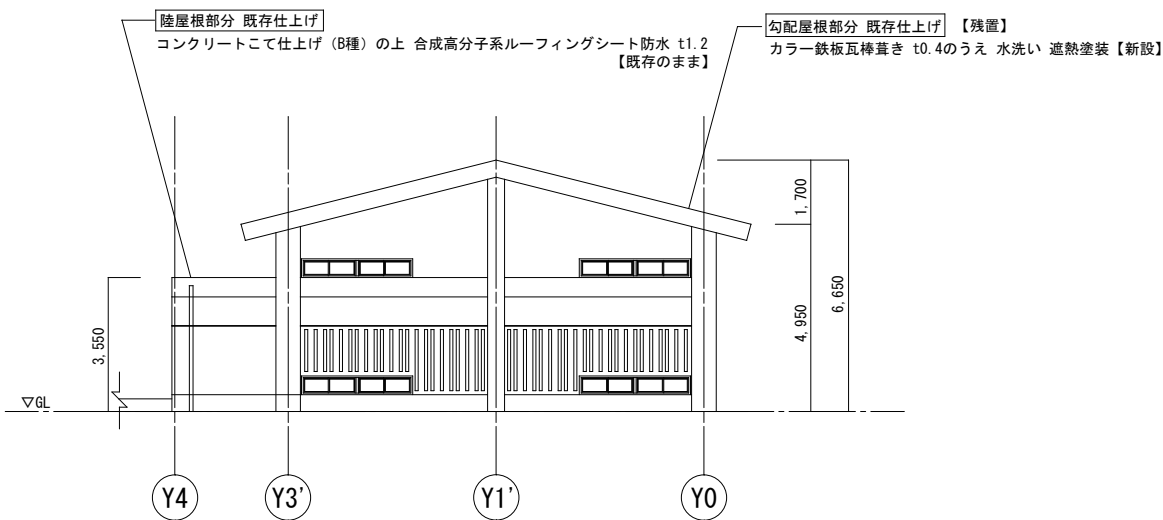 陸屋根部分 既存仕上げ
コンクリートこて仕上げ（B種）の上 合成高分子系ルーフィングシート防水 t1.2
【既存のまま】
勾配屋根部分 既存仕上げ 【残置】
カラー鉄板瓦棒葺き t0.4のうえ 水洗い 遮熱塗装【新設】
1,700
4,950
6,650
3,550
▽GL
Y4
Y3'
Y1'
Y0